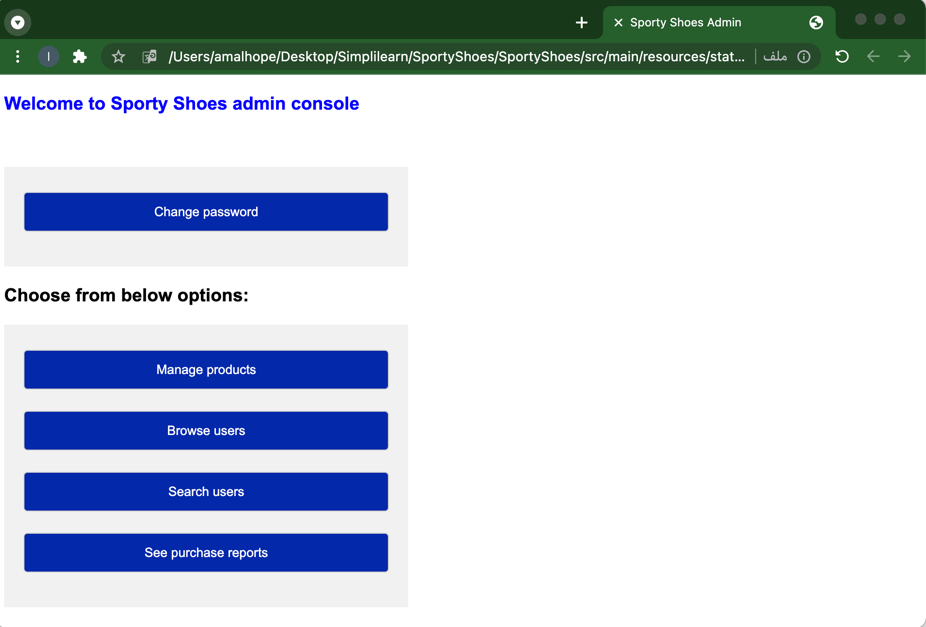 Sporty Shoes Admin
I
/Users/amalhope/Desktop/Simplilearn/SportyShoes/SportyShoes/src/main/resources/stat...
ملف
Welcome to Sporty Shoes admin console
Change password
Choose from below options:
Manage products
Browse users
Search users
See purchase reports